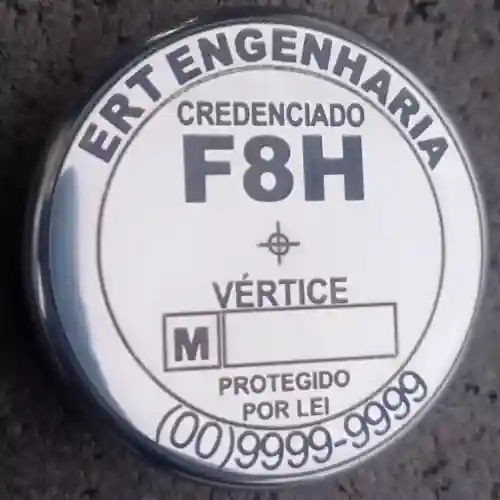 ERT ENGENHARIA
CREDENCIADO
F8H
VÉRTICE
M
PROTEGIDO
POR LEI
(00)9999-9999